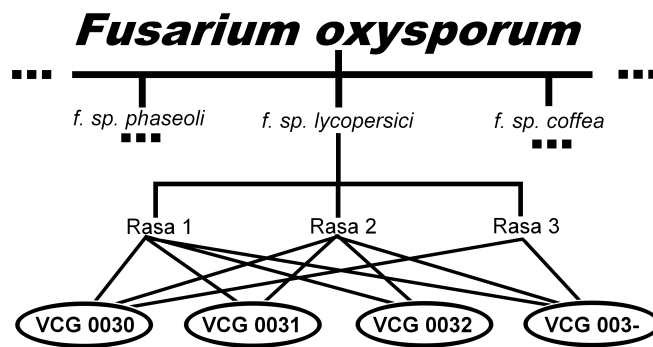 Fusarium oxysporum
f. sp. phaseoli f. sp. lycopersici f. sp. coffea
Rasa 1 Rasa 2 Rasa 3
VCG 0030 VCG 0031 VCG 0032 VCG 003-